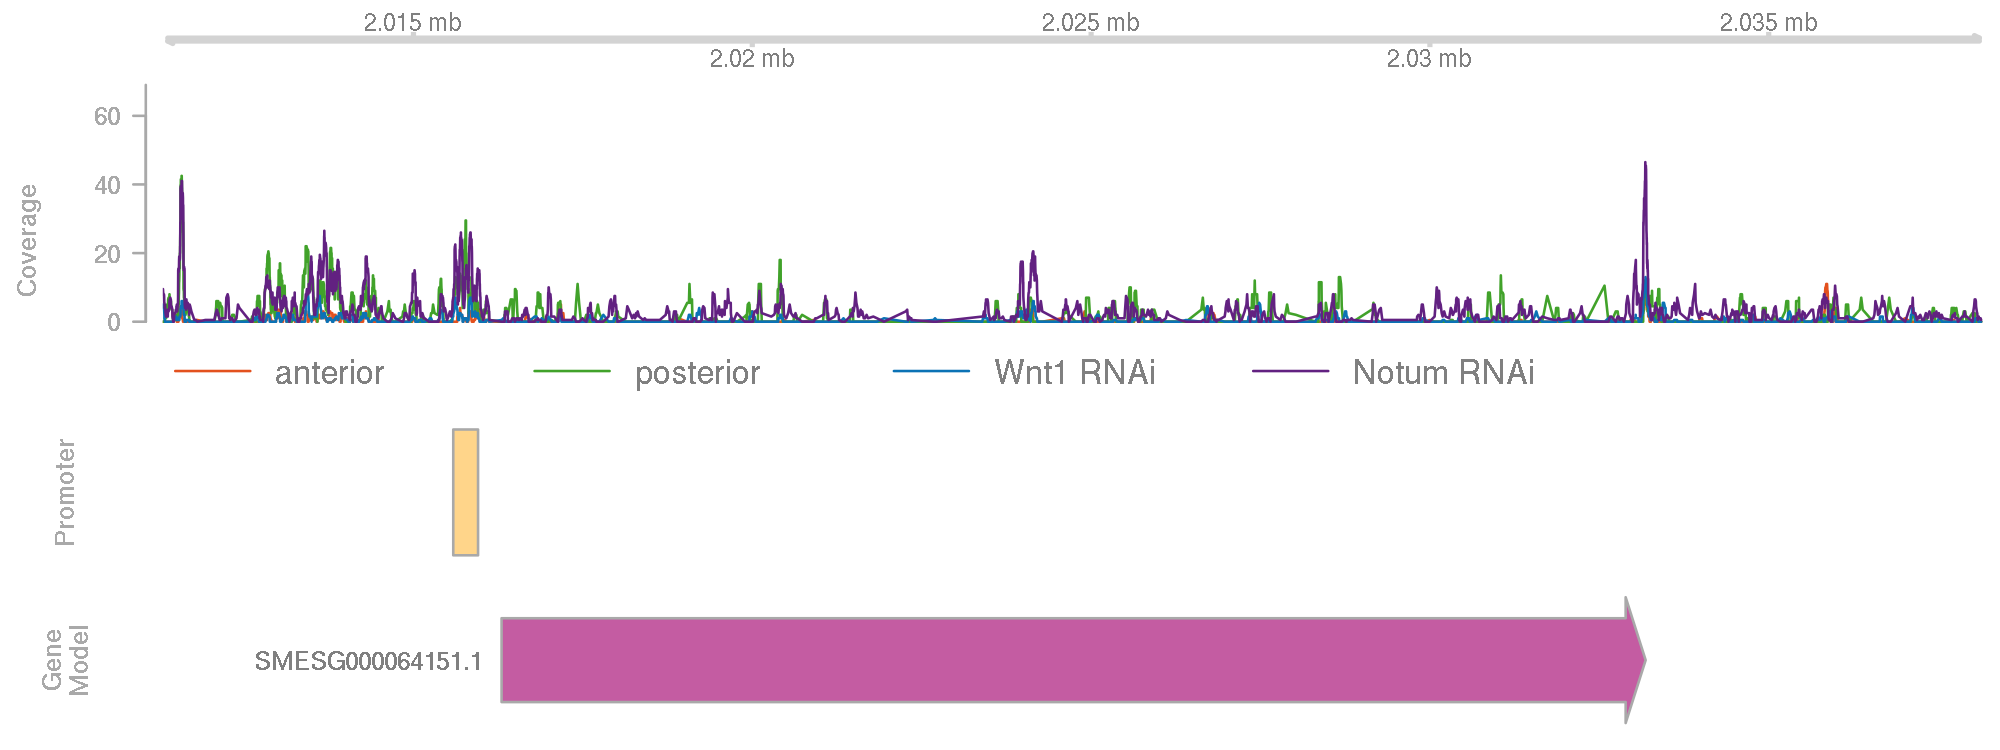 2.015 mb 2.025 mb 2.035 mb
2.02 mb 2.03 mb
Coverage
60
40
20
0
0
anterior posterior Wnt1 RNAi Notum RNAi
Promoter
Gene
Model
SMESG000064151.1